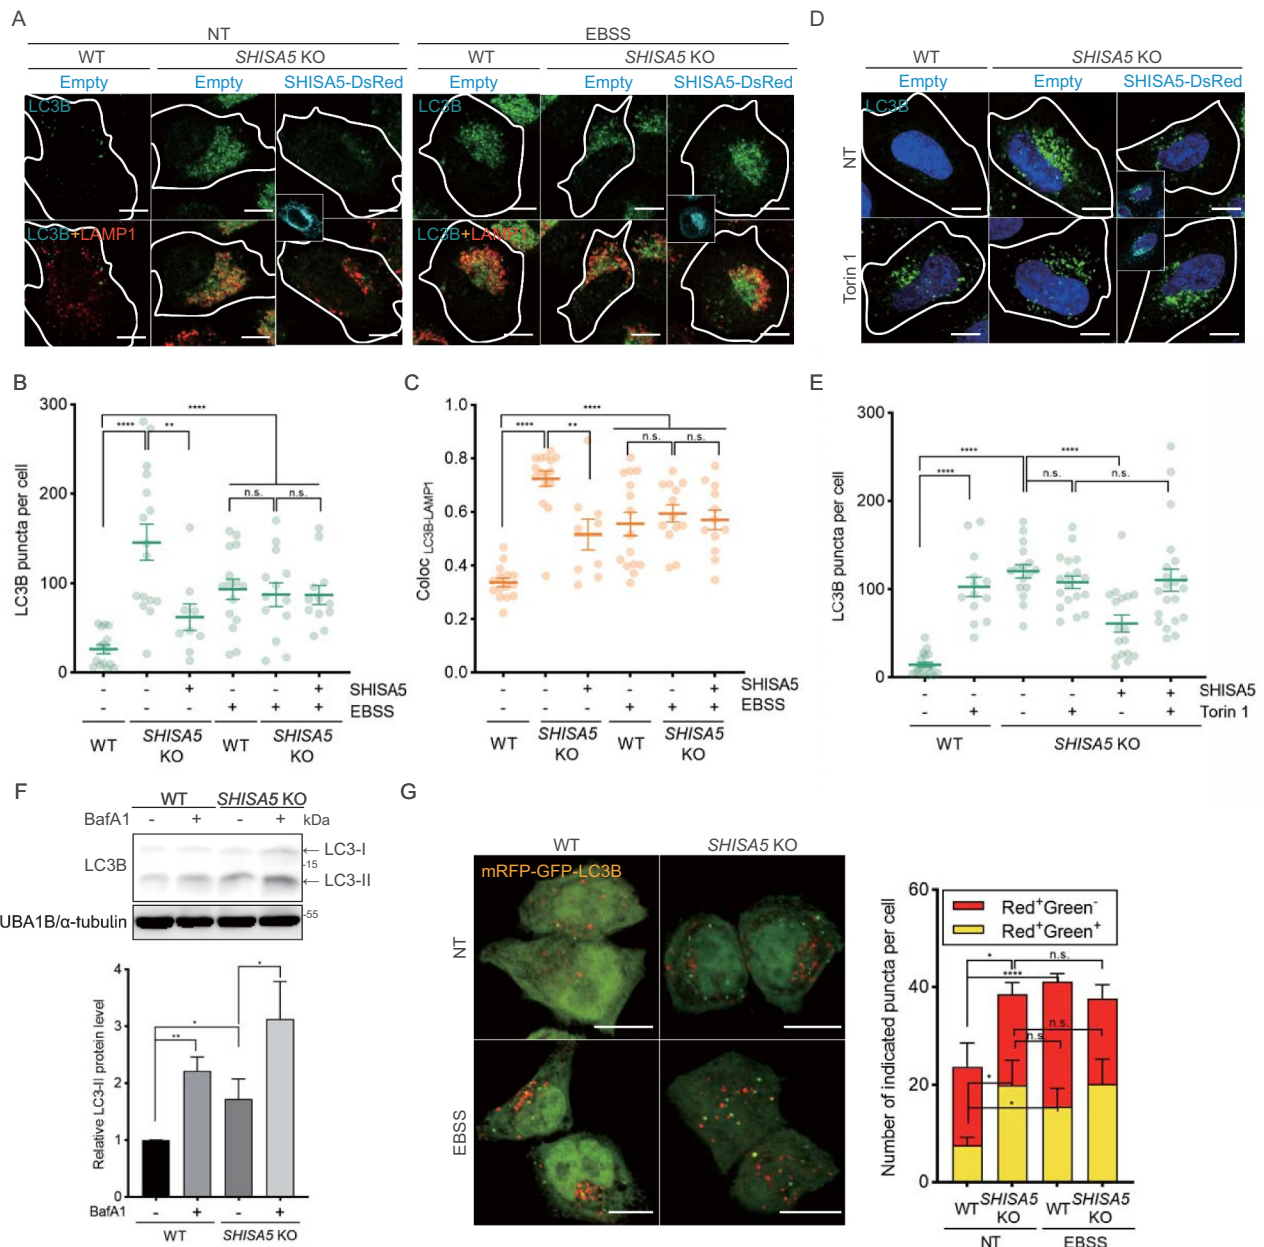 A
NT
EBSS
WT
SHISA5 KO
WT
SHISA5 KO
Empty
Empty
SHISA5-DsRed
Empty
Empty
SHISA5-DsRed
LC3B
LC3B
LC3B+LAMP1
LC3B+LAMP1
D
WT
SHISA5 KO
Empty
Empty
SHISA5-DsRed
LC3B
NT
Torin 1
B
LC3B puncta per cell
300
200
100
0
****
****
**
n.s.
n.s.
- - + - - + SHISA5
- - - + + + EBSS
WT
SHISA5 KO
WT
SHISA5 KO
C
Coloc LC3B-LAMP1
1.0
0.8
0.6
0.4
0.2
0.0
****
****
**
n.s.
n.s.
- - + - - + SHISA5
- - - + + + EBSS
WT
SHISA5 KO
WT
SHISA5 KO
E
LC3B puncta per cell
300
200
100
0
****
****
****
n.s.
n.s.
- - - - + + SHISA5
- + - + - + Torin 1
WT
SHISA5 KO
F
WT
SHISA5 KO
BafA1 - + - + kDa
LC3B
← LC3-I
-15
← LC3-II
UBA1B/α-tubulin
-55
Relative LC3-II protein level
4
3
2
1
0
*
*
**
BafA1 - + - +
WT
SHISA5 KO
G
WT
SHISA5 KO
mRFP-GFP-LC3B
NT
EBSS
Number of indicated puncta per cell
60
40
20
0
Red+Green-
Red+Green+
*
n.s.
****
n.s.
n.s.
*
*
WT
SHISA5 KO
WT
SHISA5 KO
NT
EBSS